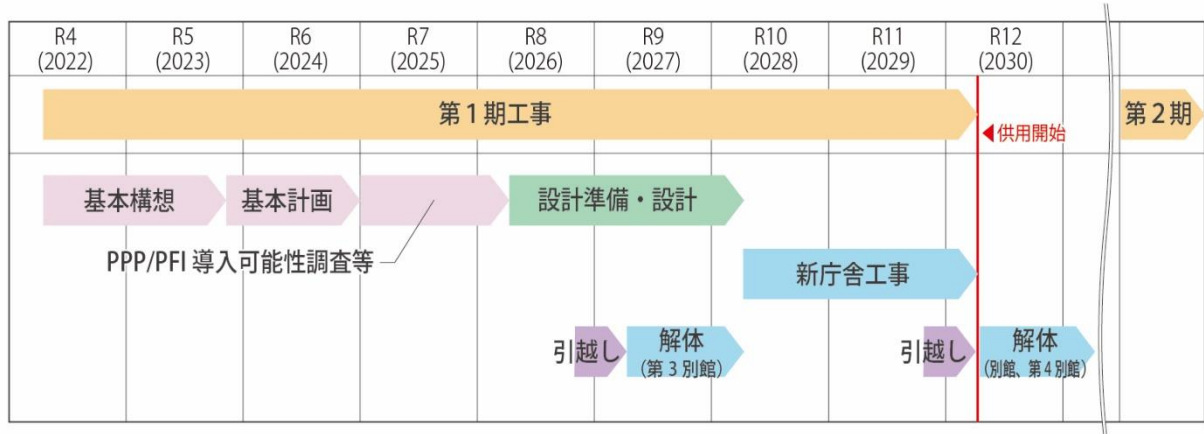 R4 R5 R6 R7 R8 R9 R10 R11 R12
(2022) (2023) (2024) (2025) (2026) (2027) (2028) (2029) (2030)
第１期工事 第２期
◀供用開始
基本構想 基本計画 設計準備・設計
PPP/PFI 導入可能性調査等
新庁舎工事
引越し 解体 引越し 解体
(第３別館) (別館、第４別館)